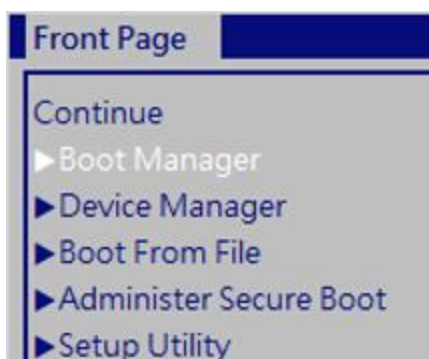 Front Page
Continue
▶Boot Manager
▶Device Manager
▶Boot From File
▶Administer Secure Boot
▶Setup Utility